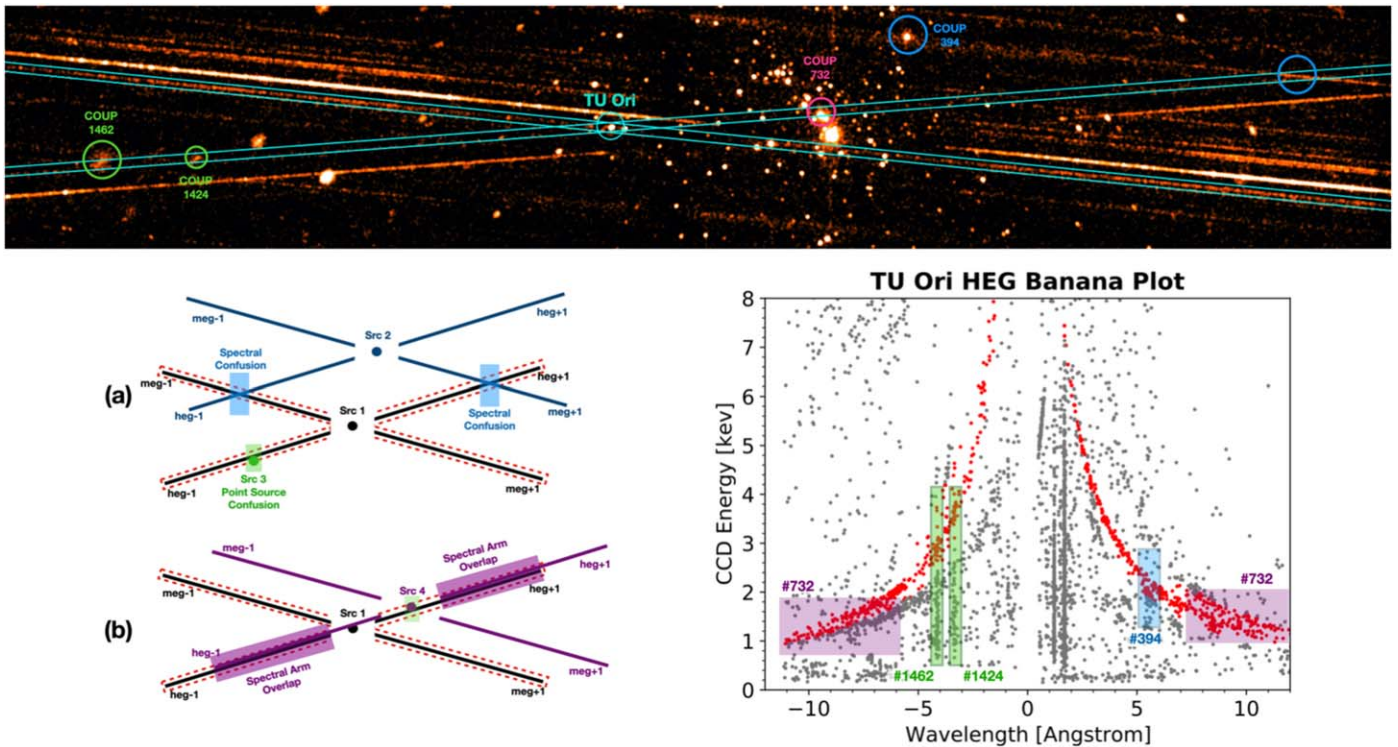 COUP
394
COUP
732
TU Ori
COUP
1462
COUP
1424
(a)
meg-1
heg+1
Src 2
Spectral
Confusion
meg-1
heg+1
heg-1
Src 1
meg+1
Spectral
Confusion
Src 3
Point Source
Confusion
heg-1
meg+1
(b)
meg-1
Spectral Arm
Overlap
heg+1
meg-1
Src 4
heg+1
Src 1
heg-1
Spectral Arm
Overlap
meg+1
heg-1
meg+1
TU Ori HEG Banana Plot
CCD Energy [kev]
8
7
6
5
4
3
2
1
0
#732
#732
#394
#1462
#1424
−10
−5
0
5
10
Wavelength [Angstrom]